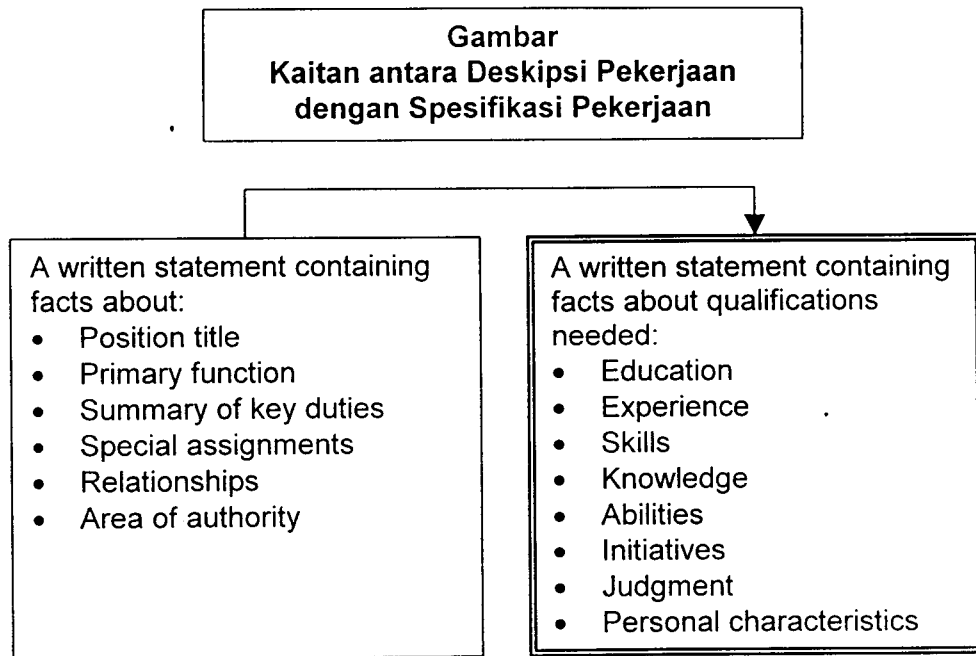 Gambar
Kaitan antara Deskipsi Pekerjaan
dengan Spesifikasi Pekerjaan
A written statement containing
facts about:
• Position title
• Primary function
• Summary of key duties
• Special assignments
• Relationships
• Area of authority
A written statement containing
facts about qualifications
needed:
• Education
• Experience
• Skills
• Knowledge
• Abilities
• Initiatives
• Judgment
• Personal characteristics